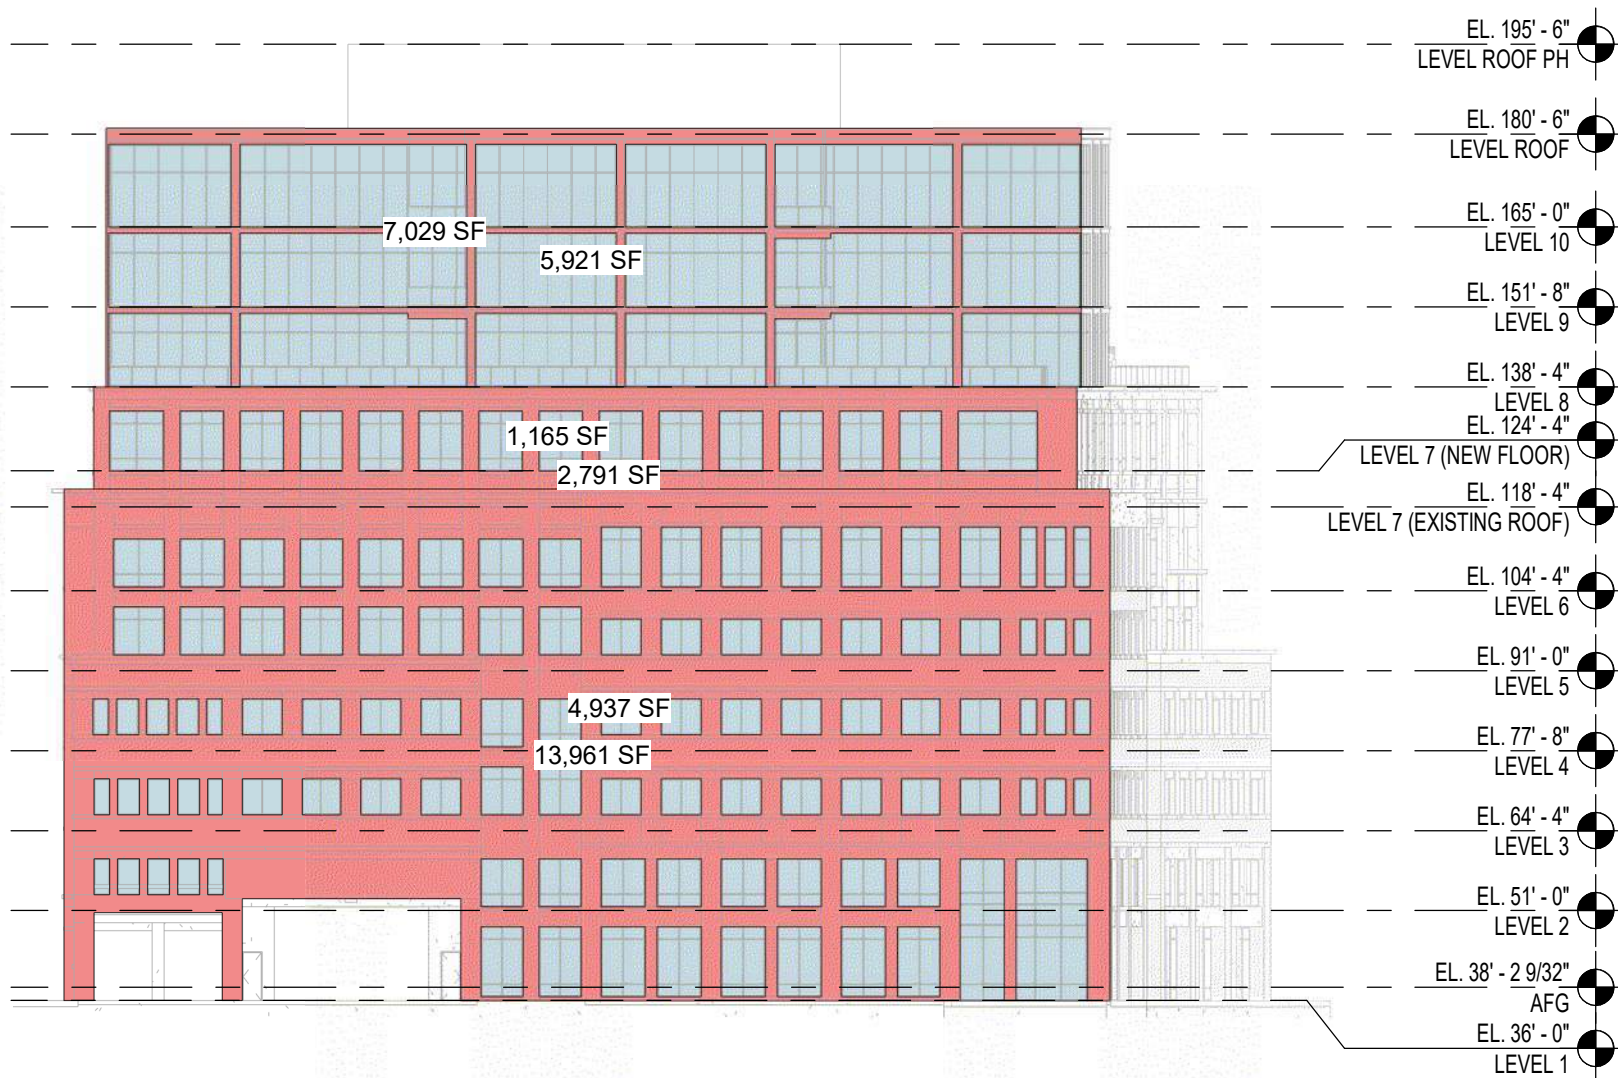 EL. 195' - 6"
LEVEL ROOF PH
EL. 180' - 6"
LEVEL ROOF
EL. 165' - 0"
LEVEL 10
7,029 SF
5,921 SF
EL. 151' - 8"
LEVEL 9
EL. 138' - 4"
LEVEL 8
EL. 124' - 4"
LEVEL 7 (NEW FLOOR)
1,165 SF
2,791 SF
EL. 118' - 4"
LEVEL 7 (EXISTING ROOF)
EL. 104' - 4"
LEVEL 6
EL. 91' - 0"
LEVEL 5
4,937 SF
13,961 SF
EL. 77' - 8"
LEVEL 4
EL. 64' - 4"
LEVEL 3
EL. 51' - 0"
LEVEL 2
EL. 38' - 2 9/32"
AFG
EL. 36' - 0"
LEVEL 1